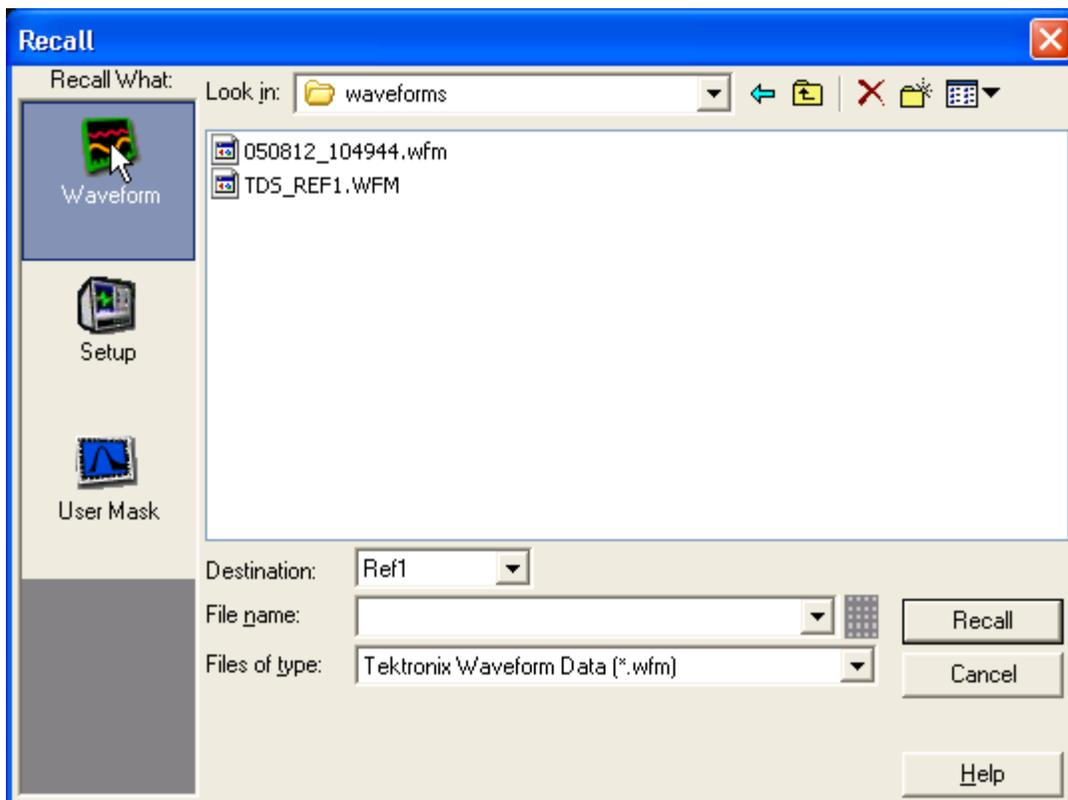 Recall
Recall What:
Look in: waveforms
Waveform
Setup
User Mask
050812_104944.wfm
TDS_REF1.WFM
Destination: Ref1
File name:
Files of type: Tektronix Waveform Data (*.wfm)
Recall
Cancel
Help